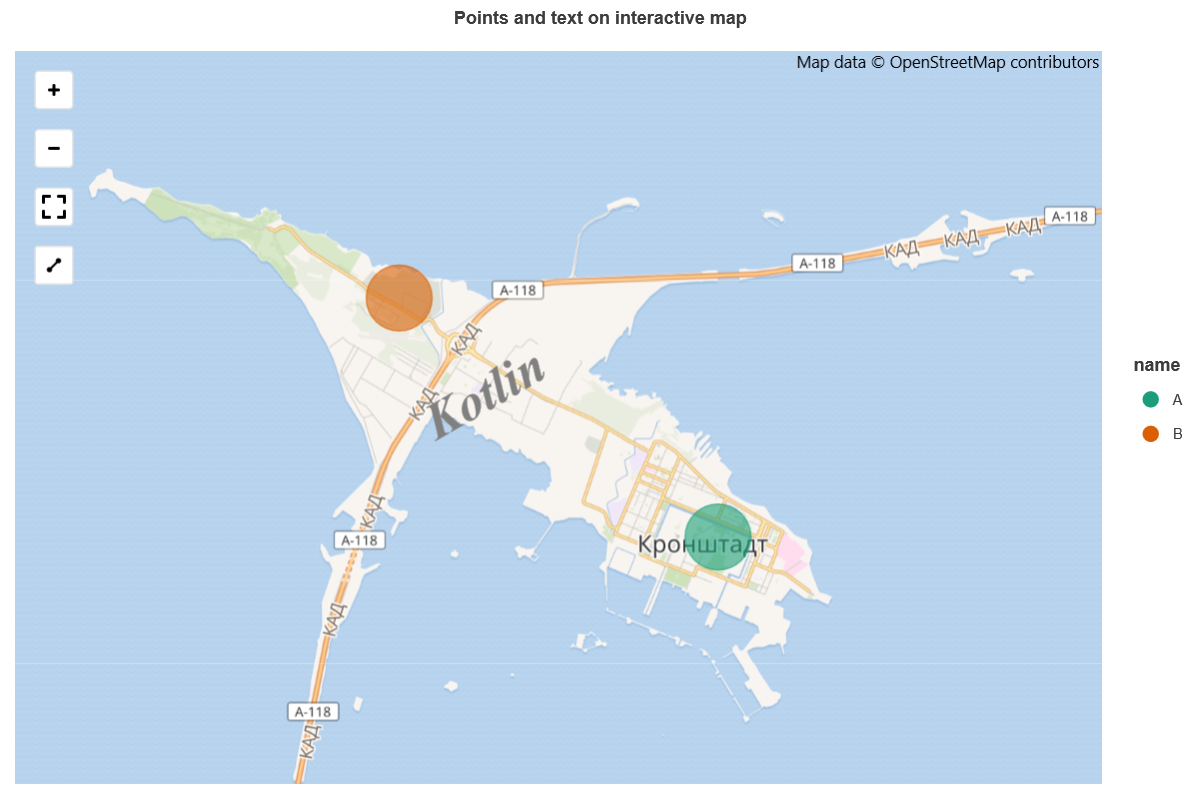 Points and text on interactive map
Map data © OpenStreetMap contributors
+
−
A-118
КАД
КАД
КАД
A-118
A-118
КАД
Kotlin
КАД
name
A
B
КАД
A-118
Кронштадт
КАД
A-118
КАД